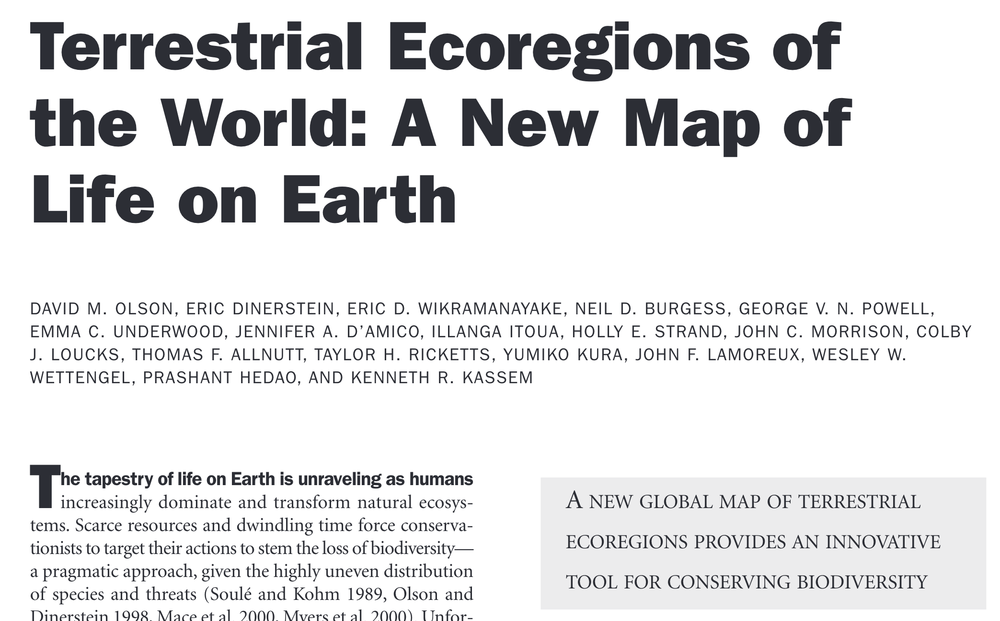 Terrestrial Ecoregions of
the World: A New Map of
Life on Earth
DAVID M. OLSON, ERIC DINERSTEIN, ERIC D. WIKRAMANAYAKE, NEIL D. BURGESS, GEORGE V. N. POWELL,
EMMA C. UNDERWOOD, JENNIFER A. D’AMICO, ILLANGA ITOUA, HOLLY E. STRAND, JOHN C. MORRISON, COLBY
J. LOUCKS, THOMAS F. ALLNUTT, TAYLOR H. RICKETTS, YUMIKO KURA, JOHN F. LAMOREUX, WESLEY W.
WETTENGEL, PRASHANT HEDAO, AND KENNETH R. KASSEM
The tapestry of life on Earth is unraveling as humans
increasingly dominate and transform natural ecosys-
tems. Scarce resources and dwindling time force conserva-
tionists to target their actions to stem the loss of biodiversity—
a pragmatic approach, given the highly uneven distribution
of species and threats (Soulé and Kohm 1989, Olson and
Dinerstein 1998, Mace et al. 2000, Myers et al. 2000). Unfor-
A NEW GLOBAL MAP OF TERRESTRIAL
ECOREGIONS PROVIDES AN INNOVATIVE
TOOL FOR CONSERVING BIODIVERSITY